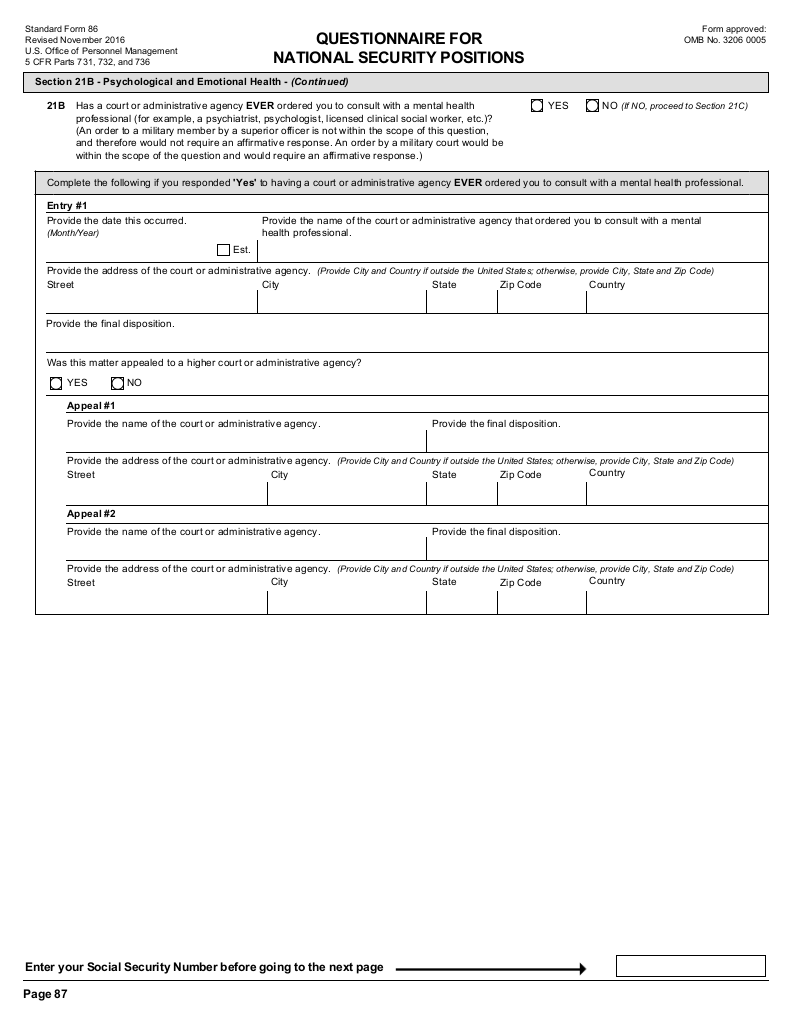 Standard Form 86
Revised November 2016
U.S. Office of Personnel Management
5 CFR Parts 731, 732, and 736
QUESTIONNAIRE FOR
NATIONAL SECURITY POSITIONS
Form approved:
OMB No. 3206 0005
Section 21B - Psychological and Emotional Health - (Continued)
21B Has a court or administrative agency EVER ordered you to consult with a mental health
professional (for example, a psychiatrist, psychologist, licensed clinical social worker, etc.)?
(An order to a military member by a superior officer is not within the scope of this question,
and therefore would not require an affirmative response. An order by a military court would be
within the scope of the question and would require an affirmative response.)
YES NO (If NO, proceed to Section 21C)
Complete the following if you responded 'Yes' to having a court or administrative agency EVER ordered you to consult with a mental health professional.
Entry #1
Provide the date this occurred.
(Month/Year)
Est.
Provide the name of the court or administrative agency that ordered you to consult with a mental
health professional.
Provide the address of the court or administrative agency. (Provide City and Country if outside the United States; otherwise, provide City, State and Zip Code)
Street City State Zip Code Country
Provide the final disposition.
Was this matter appealed to a higher court or administrative agency?
YES NO
Appeal #1
Provide the name of the court or administrative agency. Provide the final disposition.
Provide the address of the court or administrative agency. (Provide City and Country if outside the United States; otherwise, provide City, State and Zip Code)
Street City State Zip Code Country
Appeal #2
Provide the name of the court or administrative agency. Provide the final disposition.
Provide the address of the court or administrative agency. (Provide City and Country if outside the United States; otherwise, provide City, State and Zip Code)
Street City State Zip Code Country
Enter your Social Security Number before going to the next page
Page 87